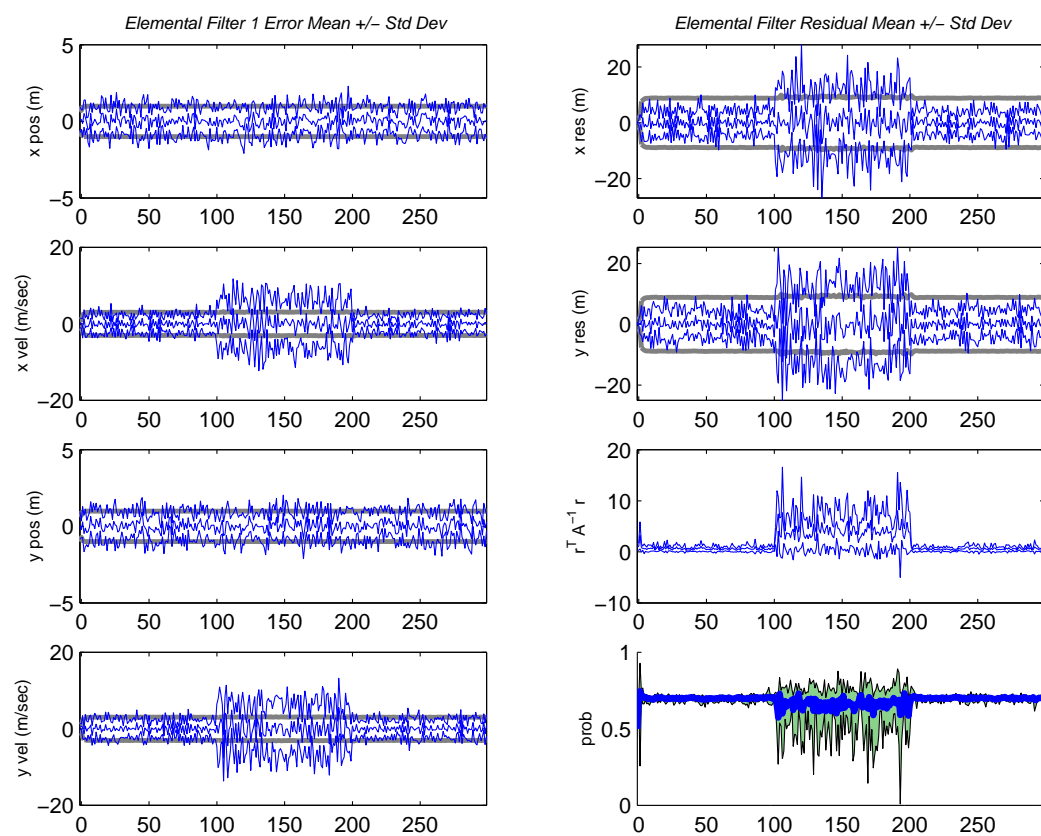 Elemental Filter 1 Error Mean +/− Std Dev
5
0
−5
x pos (m)
0 50 100 150 200 250
20
0
−20
x vel (m/sec)
0 50 100 150 200 250
5
0
−5
y pos (m)
0 50 100 150 200 250
20
0
−20
y vel (m/sec)
0 50 100 150 200 250
Elemental Filter Residual Mean +/− Std Dev
20
0
−20
x res (m)
0 50 100 150 200 250
20
0
−20
y res (m)
0 50 100 150 200 250
20
10
0
−10
r^T A^−1 r
0 50 100 150 200 250
1
0.5
0
prob
0 50 100 150 200 250